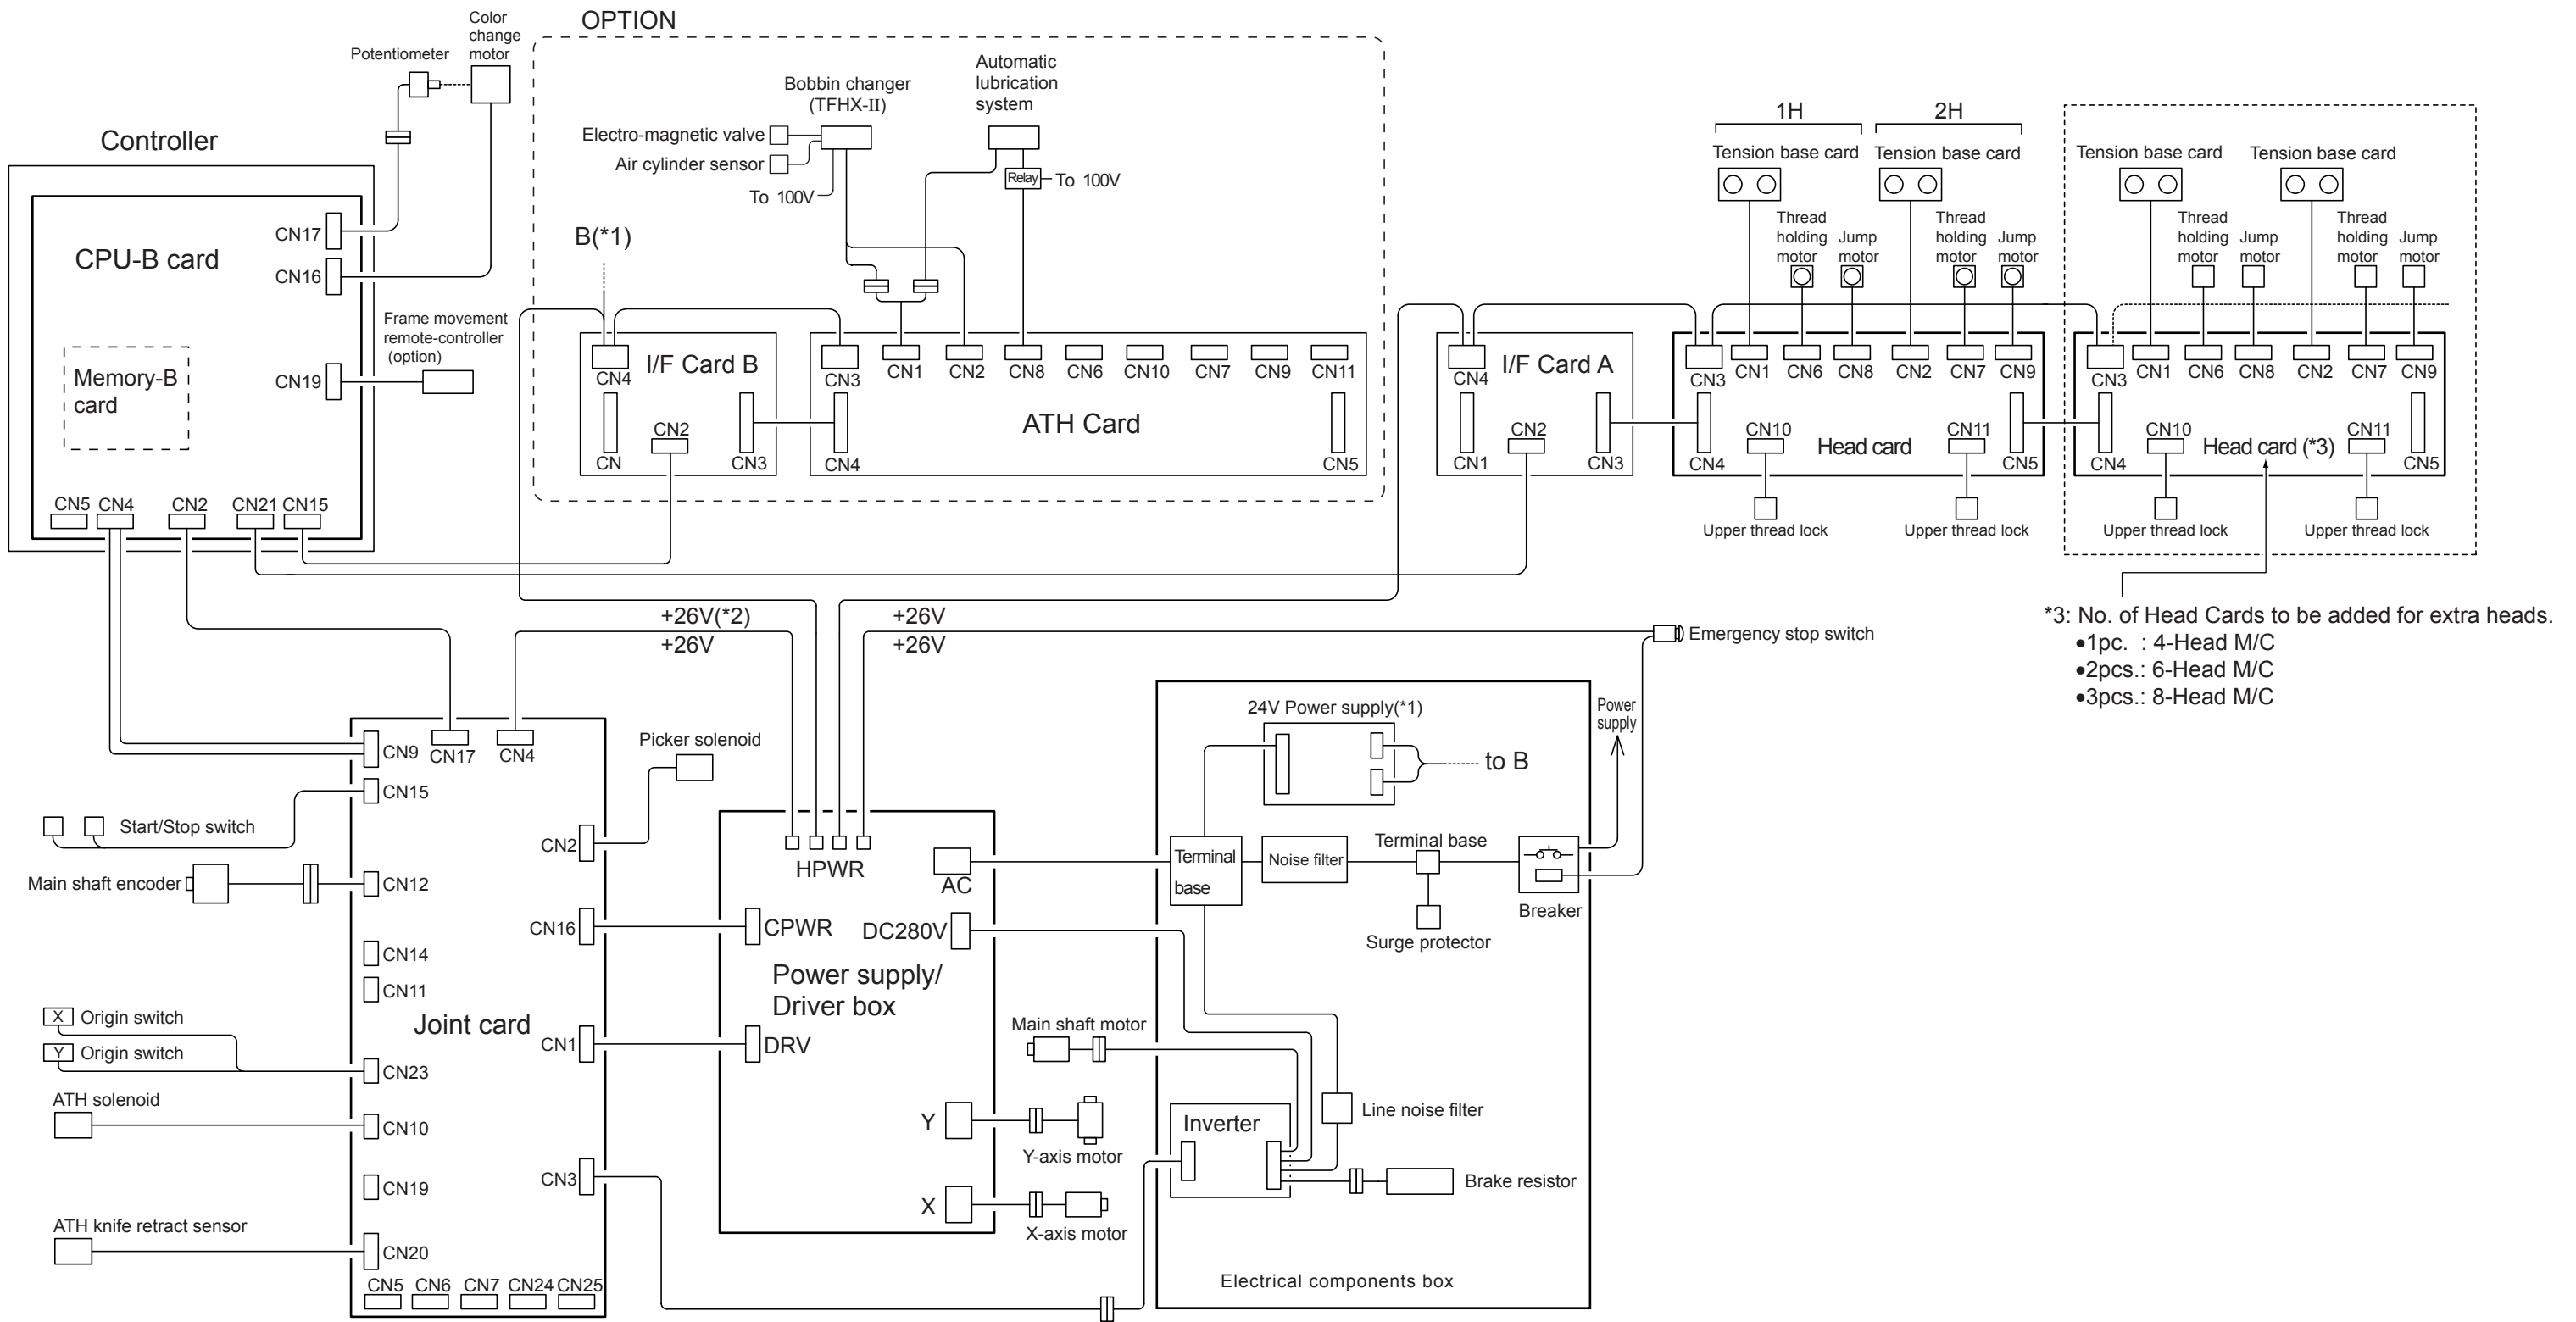 OPTION
Color
change
motor
Potentiometer
Controller
CPU-B card
Memory-B
card
CN17
CN16
CN19
CN5
CN4
CN2
CN21
CN15
Frame movement
remote-controller
(option)
Bobbin changer
(TFHX-II)
Automatic
lubrication
system
Electro-magnetic valve
Air cylinder sensor
To 100V
Relay
To 100V
B(*1)
I/F Card B
CN4
CN
CN2
CN3
ATH Card
CN3
CN1
CN2
CN8
CN6
CN10
CN7
CN9
CN11
CN4
CN5
I/F Card A
CN4
CN1
CN2
CN3
1H
2H
Tension base card
Tension base card
Thread
holding
motor
Jump
motor
Thread
holding
motor
Jump
motor
CN3
CN1
CN6
CN8
CN2
CN7
CN9
CN10
Head card
CN11
CN4
CN5
Upper thread lock
Upper thread lock
Tension base card
Tension base card
Thread
holding
motor
Jump
motor
Thread
holding
motor
Jump
motor
CN3
CN1
CN6
CN8
CN2
CN7
CN9
CN10
Head card (*3)
CN11
CN4
CN5
Upper thread lock
Upper thread lock
*3: No. of Head Cards to be added for extra heads.
•1pc. : 4-Head M/C
•2pcs.: 6-Head M/C
•3pcs.: 8-Head M/C
+26V(*2)
+26V
+26V
+26V
Emergency stop switch
Joint card
CN9
CN17
CN4
CN15
CN12
CN14
CN11
CN23
CN10
CN19
CN20
CN5
CN6
CN7
CN24
CN25
CN2
CN16
CN1
CN3
Start/Stop switch
Main shaft encoder
X
Origin switch
Y
Origin switch
ATH solenoid
ATH knife retract sensor
Picker solenoid
HPWR
AC
CPWR
DC280V
Power supply/
Driver box
DRV
Y
X
Main shaft motor
Y-axis motor
X-axis motor
24V Power supply(*1)
to B
Power
supply
Terminal
base
Noise filter
Terminal base
Surge protector
Breaker
Inverter
Line noise filter
Brake resistor
Electrical components box